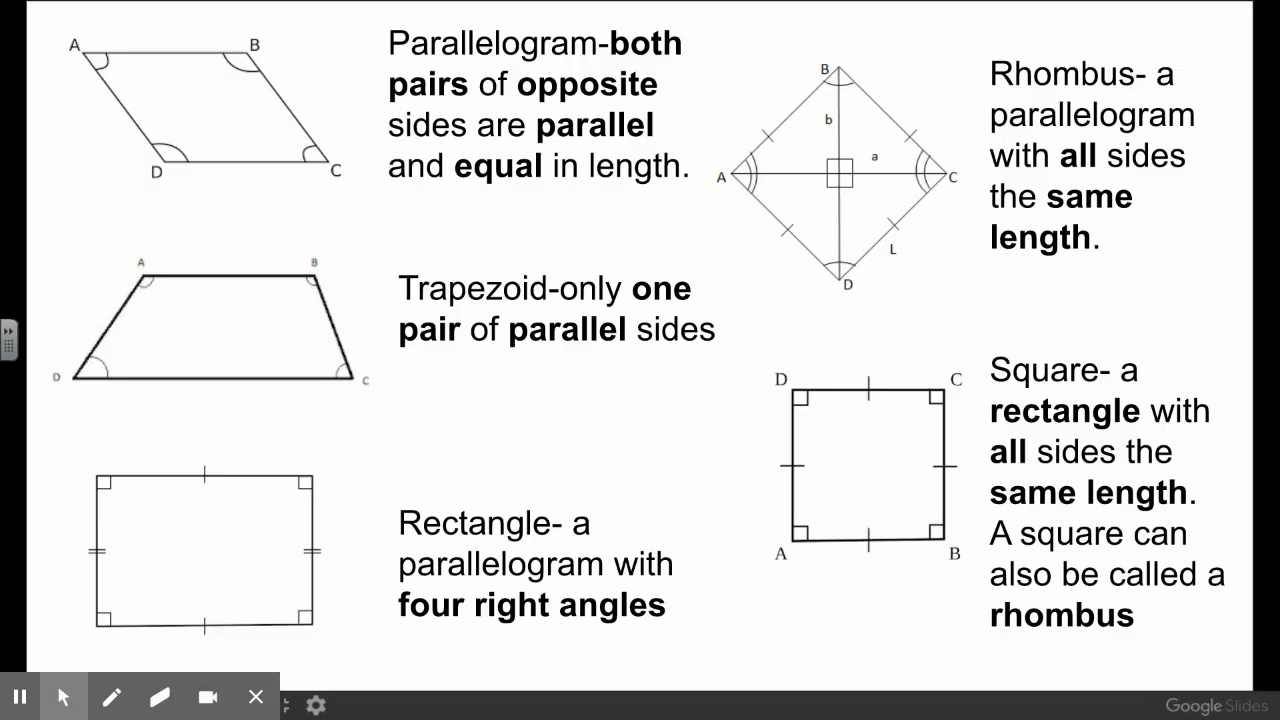 A
B
D
C
Parallelogram-both
pairs of opposite
sides are parallel
and equal in length.
B
b
a
A
C
L
D
Rhombus- a
parallelogram
with all sides
the same
length.
A
B
D
C
Trapezoid-only one
pair of parallel sides
D
C
A
B
Square- a
rectangle with
all sides the
same length.
A square can
also be called a
rhombus
Rectangle- a
parallelogram with
four right angles
Google Slides